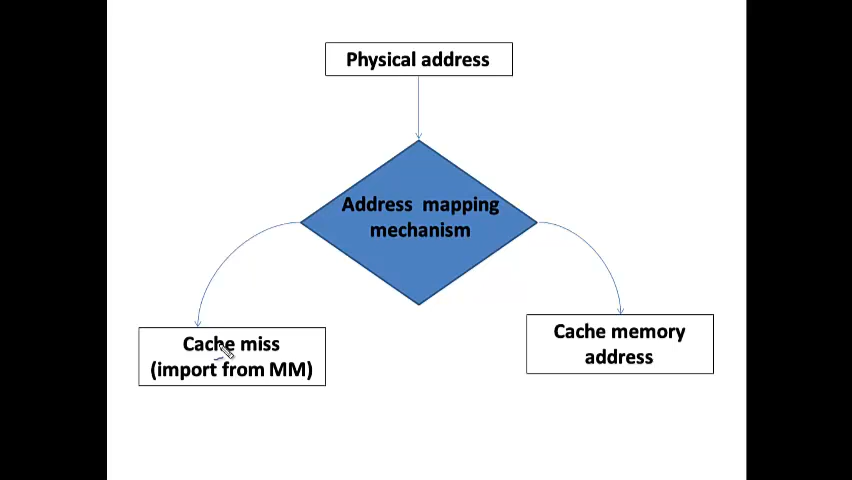 Physical address
Address mapping
mechanism
Cache miss
(import from MM)
Cache memory
address